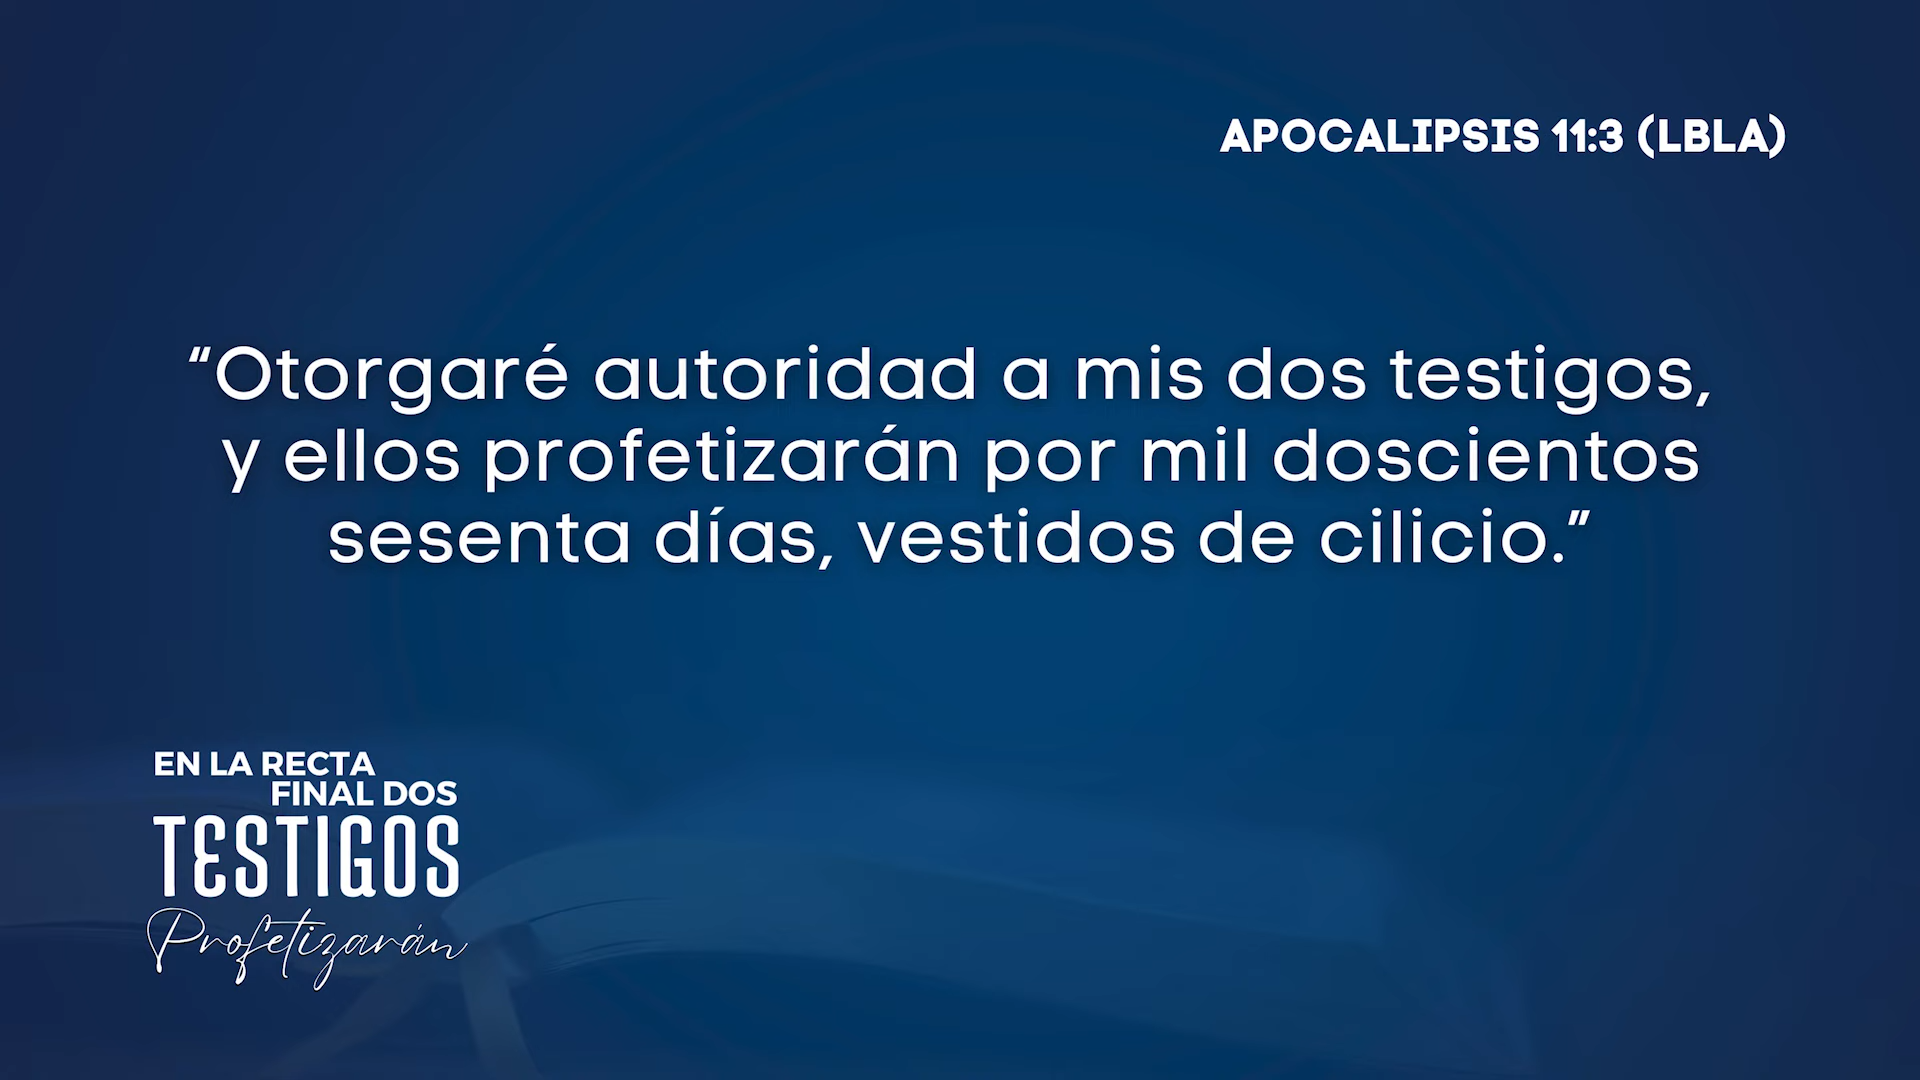 APOCALIPSIS 11:3 (LBLA)
“Otorgaré autoridad a mis dos testigos,
y ellos profetizarán por mil doscientos
sesenta días, vestidos de cilicio.”
EN LA RECTA
FINAL DOS
TESTIGOS
Profetizarán